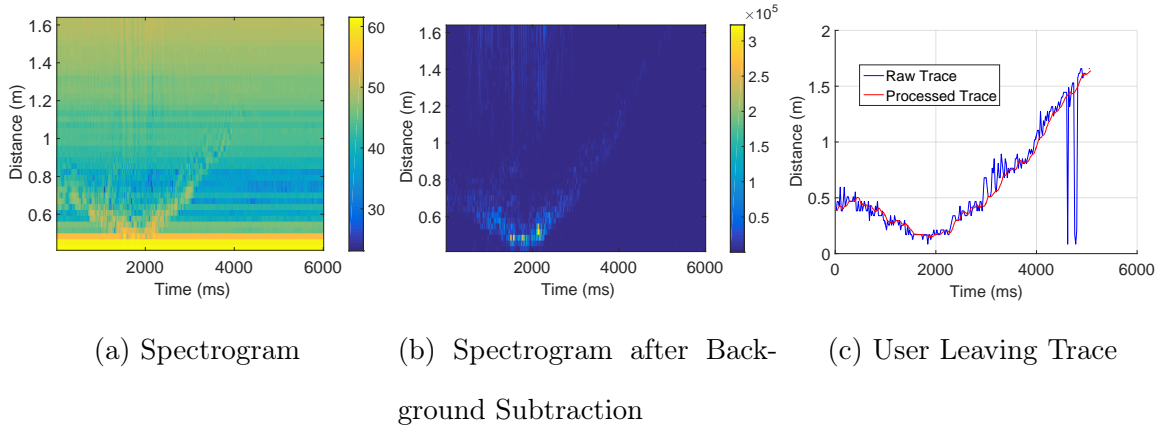 1.6
1.4
1.2
1
0.8
0.6
Distance (m)
2000 4000 6000
Time (ms)
60
50
40
30
1.6
1.4
1.2
1
0.8
0.6
Distance (m)
2000 4000 6000
Time (ms)
×10⁵
3
2.5
2
1.5
1
0.5
0
2
1.5
1
0.5
0
Distance (m)
Raw Trace
Processed Trace
0 2000 4000 6000
Time (ms)
(a) Spectrogram
(b) Spectrogram after Back-
ground Subtraction
(c) User Leaving Trace